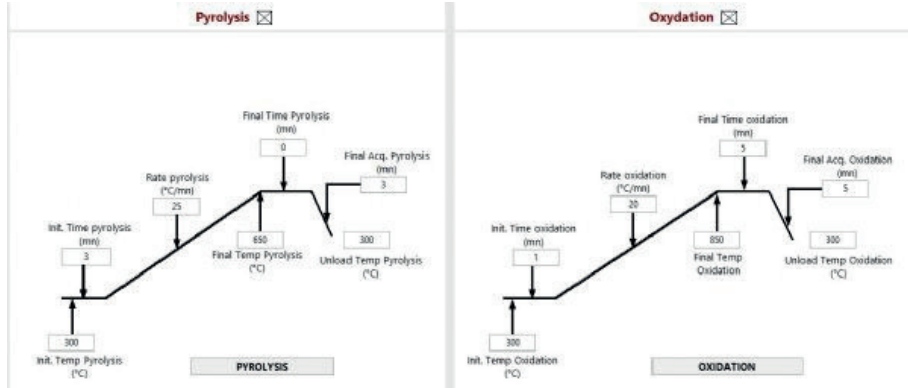 Pyrolysis
Final Time Pyrolysis
(mn)
0
Final Acq. Pyrolysis
(mn)
3
Rate pyrolysis
(°C/mn)
25
Init. Time pyrolysis
(mn)
3
650
Final Temp Pyrolysis
(°C)
300
Unload Temp Pyrolysis
(°C)
300
Init. Temp Pyrolysis
(°C)
PYROLYSIS
Oxydation
Final Time oxidation
(mn)
5
Final Acq. Oxidation
(mn)
5
Rate oxidation
(°C/mn)
20
Init. Time oxidation
(mn)
1
850
Final Temp
Oxidation
300
Unload Temp Oxidation
(°C)
300
Init. Temp Oxidation
(°C)
OXIDATION